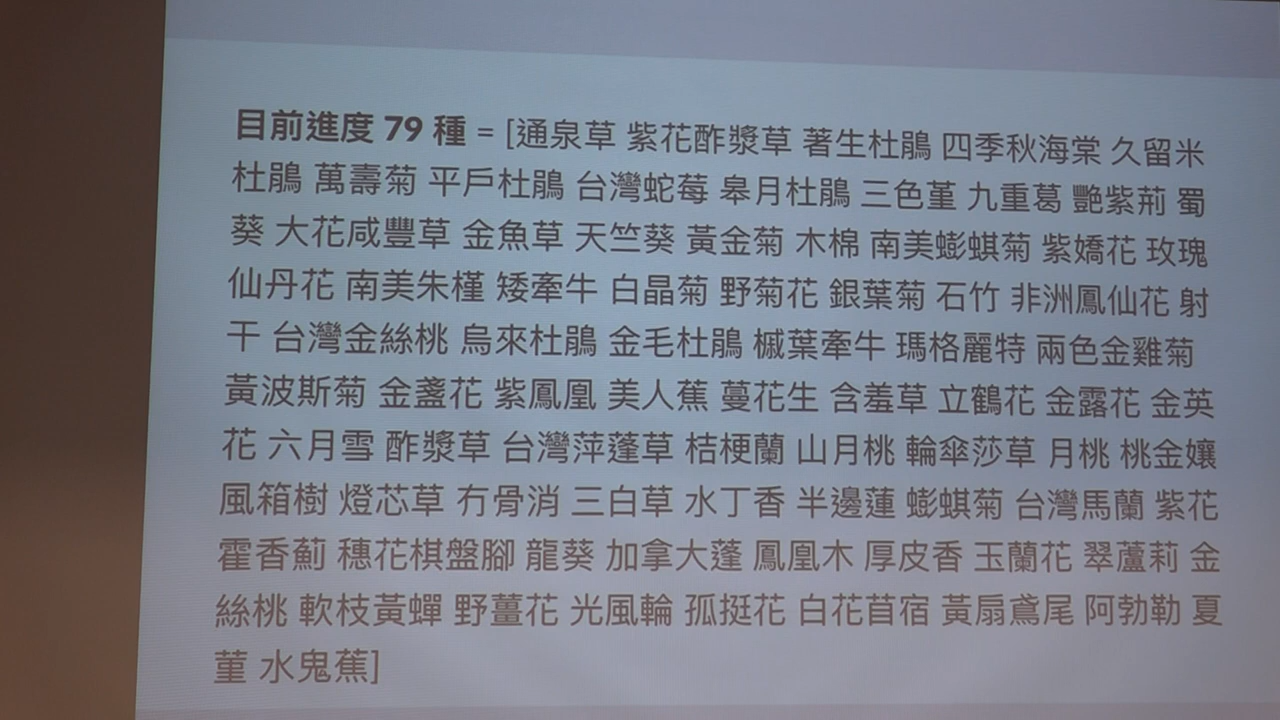 目前進度 79 種 = [通泉草 紫花酢漿草 著生杜鵑 四季秋海棠 久留米
杜鵑 萬壽菊 平戶杜鵑 台灣蛇莓 皋月杜鵑 三色堇 九重葛 艷紫荊 蜀
葵 大花咸豐草 金魚草 天竺葵 黃金菊 木棉 南美蟛蜞菊 紫嬌花 玫瑰
仙丹花 南美朱槿 矮牽牛 白晶菊 野菊花 銀葉菊 石竹 非洲鳳仙花 射
干 台灣金絲桃 烏來杜鵑 金毛杜鵑 槭葉牽牛 瑪格麗特 兩色金雞菊
黃波斯菊 金盞花 紫鳳凰 美人蕉 蔓花生 含羞草 立鶴花 金露花 金英
花 六月雪 酢漿草 台灣萍蓬草 桔梗蘭 山月桃 輪傘莎草 月桃 桃金孃
風箱樹 燈芯草 冇骨消 三白草 水丁香 半邊蓮 蟛蜞菊 台灣馬蘭 紫花
霍香薊 穗花棋盤腳 龍葵 加拿大蓬 鳳凰木 厚皮香 玉蘭花 翠蘆莉 金
絲桃 軟枝黃蟬 野薑花 光風輪 孤挺花 白花苜宿 黃扇鳶尾 阿勃勒 夏
菫 水鬼蕉]